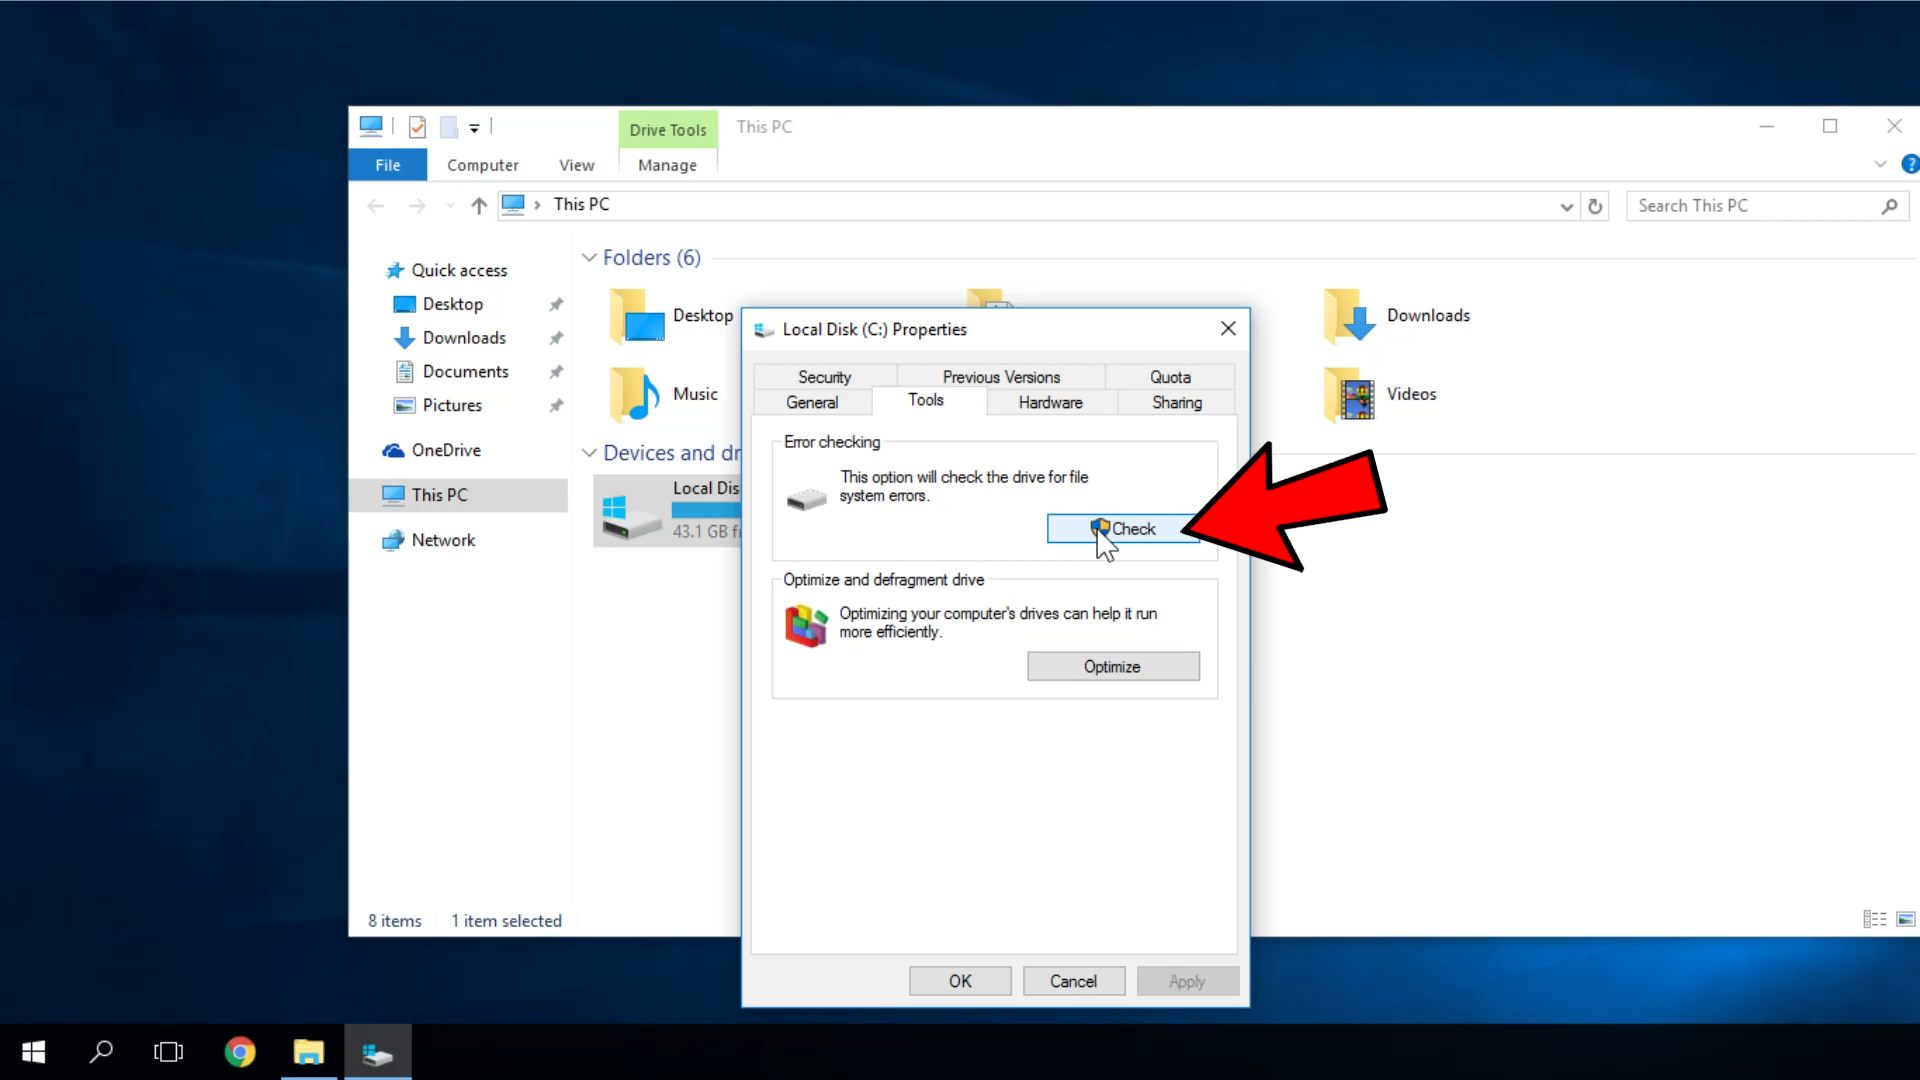 Drive Tools
This PC
File
Computer
View
Manage
This PC
Search This PC
Quick access
Desktop
Downloads
Documents
Pictures
OneDrive
This PC
Network
Folders (6)
Desktop
Downloads
Music
Videos
Devices and dr
Local Dis
43.1 GB fr
Local Disk (C:) Properties
Security
Previous Versions
Quota
General
Tools
Hardware
Sharing
Error checking
This option will check the drive for file
system errors.
Check
Optimize and defragment drive
Optimizing your computer's drives can help it run
more efficiently.
Optimize
OK
Cancel
Apply
8 items
1 item selected